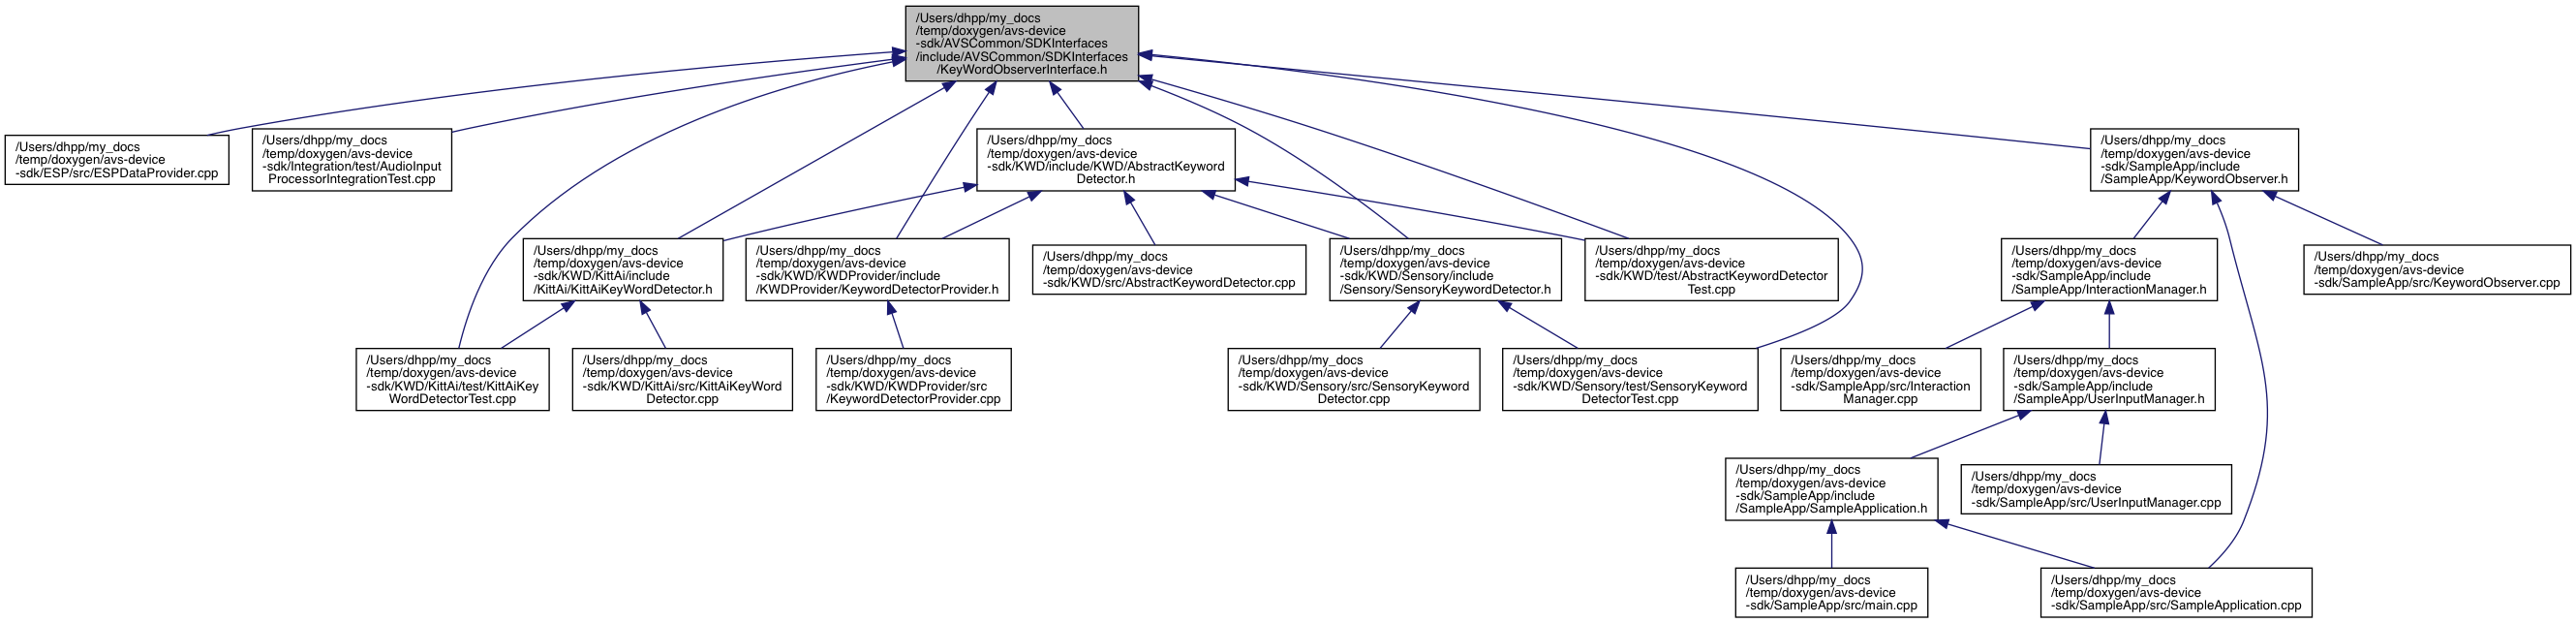 /Users/dhpp/my_docs
/temp/doxygen/avs-device
-sdk/AVSCommon/SDKInterfaces
/include/AVSCommon/SDKInterfaces
/KeyWordObserverInterface.h
/Users/dhpp/my_docs
/temp/doxygen/avs-device
-sdk/ESP/src/ESPDataProvider.cpp
/Users/dhpp/my_docs
/temp/doxygen/avs-device
-sdk/Integration/test/AudioInput
ProcessorIntegrationTest.cpp
/Users/dhpp/my_docs
/temp/doxygen/avs-device
-sdk/KWD/include/KWD/AbstractKeyword
Detector.h
/Users/dhpp/my_docs
/temp/doxygen/avs-device
-sdk/SampleApp/include
/SampleApp/KeywordObserver.h
/Users/dhpp/my_docs
/temp/doxygen/avs-device
-sdk/KWD/KittAi/include
/KittAi/KittAiKeyWordDetector.h
/Users/dhpp/my_docs
/temp/doxygen/avs-device
-sdk/KWD/KWDProvider/include
/KWDProvider/KeywordDetectorProvider.h
/Users/dhpp/my_docs
/temp/doxygen/avs-device
-sdk/KWD/src/AbstractKeywordDetector.cpp
/Users/dhpp/my_docs
/temp/doxygen/avs-device
-sdk/KWD/Sensory/include
/Sensory/SensoryKeywordDetector.h
/Users/dhpp/my_docs
/temp/doxygen/avs-device
-sdk/KWD/test/AbstractKeywordDetector
Test.cpp
/Users/dhpp/my_docs
/temp/doxygen/avs-device
-sdk/SampleApp/include
/SampleApp/InteractionManager.h
/Users/dhpp/my_docs
/temp/doxygen/avs-device
-sdk/SampleApp/src/KeywordObserver.cpp
/Users/dhpp/my_docs
/temp/doxygen/avs-device
-sdk/KWD/KittAi/test/KittAiKey
WordDetectorTest.cpp
/Users/dhpp/my_docs
/temp/doxygen/avs-device
-sdk/KWD/KittAi/src/KittAiKeyWord
Detector.cpp
/Users/dhpp/my_docs
/temp/doxygen/avs-device
-sdk/KWD/KWDProvider/src
/KeywordDetectorProvider.cpp
/Users/dhpp/my_docs
/temp/doxygen/avs-device
-sdk/KWD/Sensory/src/SensoryKeyword
Detector.cpp
/Users/dhpp/my_docs
/temp/doxygen/avs-device
-sdk/KWD/Sensory/test/SensoryKeyword
DetectorTest.cpp
/Users/dhpp/my_docs
/temp/doxygen/avs-device
-sdk/SampleApp/src/Interaction
Manager.cpp
/Users/dhpp/my_docs
/temp/doxygen/avs-device
-sdk/SampleApp/include
/SampleApp/UserInputManager.h
/Users/dhpp/my_docs
/temp/doxygen/avs-device
-sdk/SampleApp/include
/SampleApp/SampleApplication.h
/Users/dhpp/my_docs
/temp/doxygen/avs-device
-sdk/SampleApp/src/UserInputManager.cpp
/Users/dhpp/my_docs
/temp/doxygen/avs-device
-sdk/SampleApp/src/main.cpp
/Users/dhpp/my_docs
/temp/doxygen/avs-device
-sdk/SampleApp/src/SampleApplication.cpp